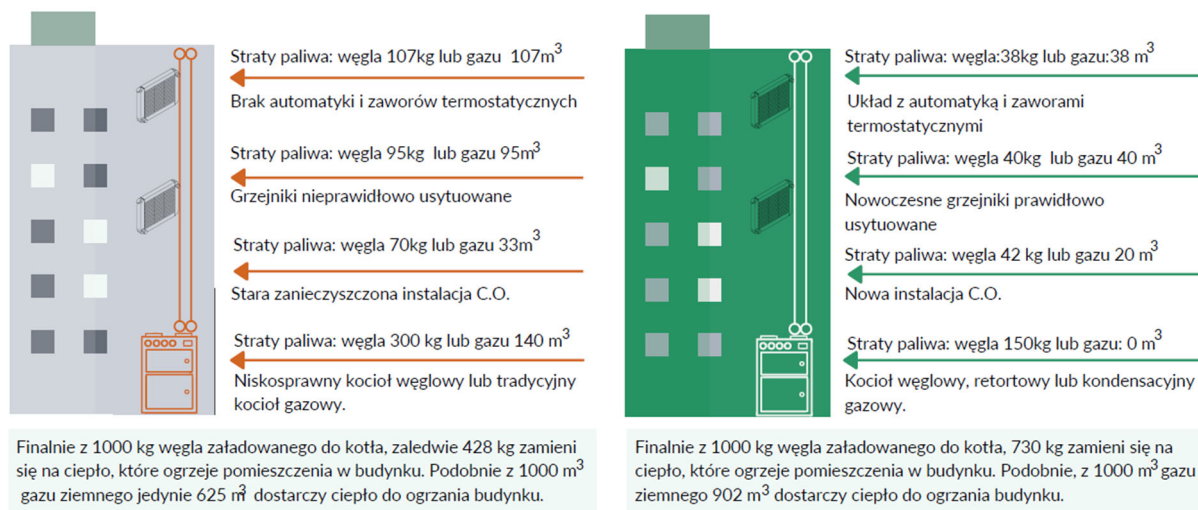 Straty paliwa: węgla 107kg lub gazu 107m³
Brak automatyki i zaworów termostatycznych
Straty paliwa: węgla 95kg lub gazu 95m³
Grzejniki nieprawidłowo usytuowane
Straty paliwa: węgla 70kg lub gazu 33m³
Stara zanieczyszczona instalacja C.O.
Straty paliwa: węgla 300 kg lub gazu 140 m³
Niskosprawny kocioł węglowy lub tradycyjny
kocioł gazowy.
Finalnie z 1000 kg węgla załadowanego do kotła, zaledwie 428 kg zamieni
się na ciepło, które ogrzeje pomieszczenia w budynku. Podobnie z 1000 m³
gazu ziemnego jedynie 625 m³ dostarczy ciepło do ogrzania budynku.
Straty paliwa: węgla:38kg lub gazu:38 m³
Układ z automatyką i zaworami
termostatycznymi
Straty paliwa: węgla 40kg lub gazu 40 m³
Nowoczesne grzejniki prawidłowo
usytuowane
Straty paliwa: węgla 42 kg lub gazu 20 m³
Nowa instalacja C.O.
Straty paliwa: węgla 150kg lub gazu: 0 m³
Kocioł węglowy, retortowy lub kondensacyjny
gazowy.
Finalnie z 1000 kg węgla załadowanego do kotła, 730 kg zamieni się na
ciepło, które ogrzeje pomieszczenia w budynku. Podobnie, z 1000 m³ gazu
ziemnego 902 m³ dostarczy ciepło do ogrzania budynku.